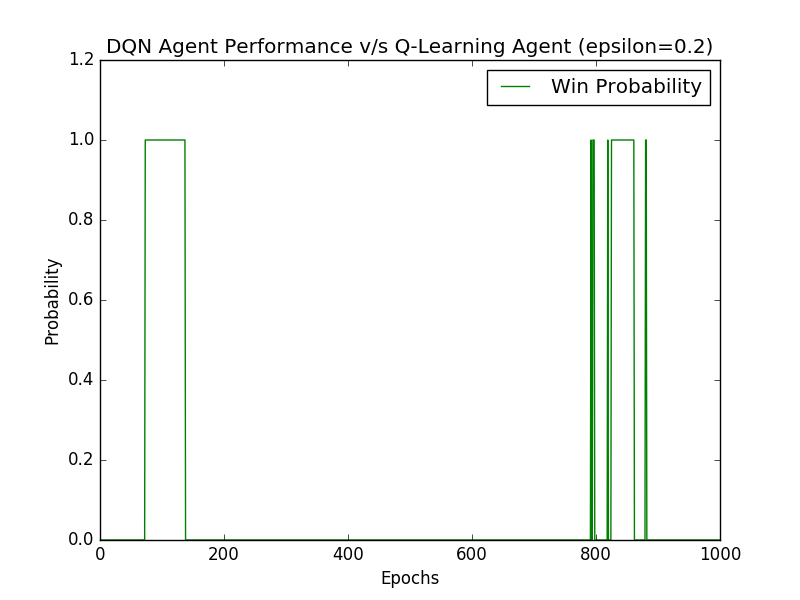 DQN Agent Performance v/s Q-Learning Agent (epsilon=0.2)
Win Probability
1.2
1.0
0.8
0.6
0.4
0.2
0.0
Probability
0 200 400 600 800 1000
Epochs